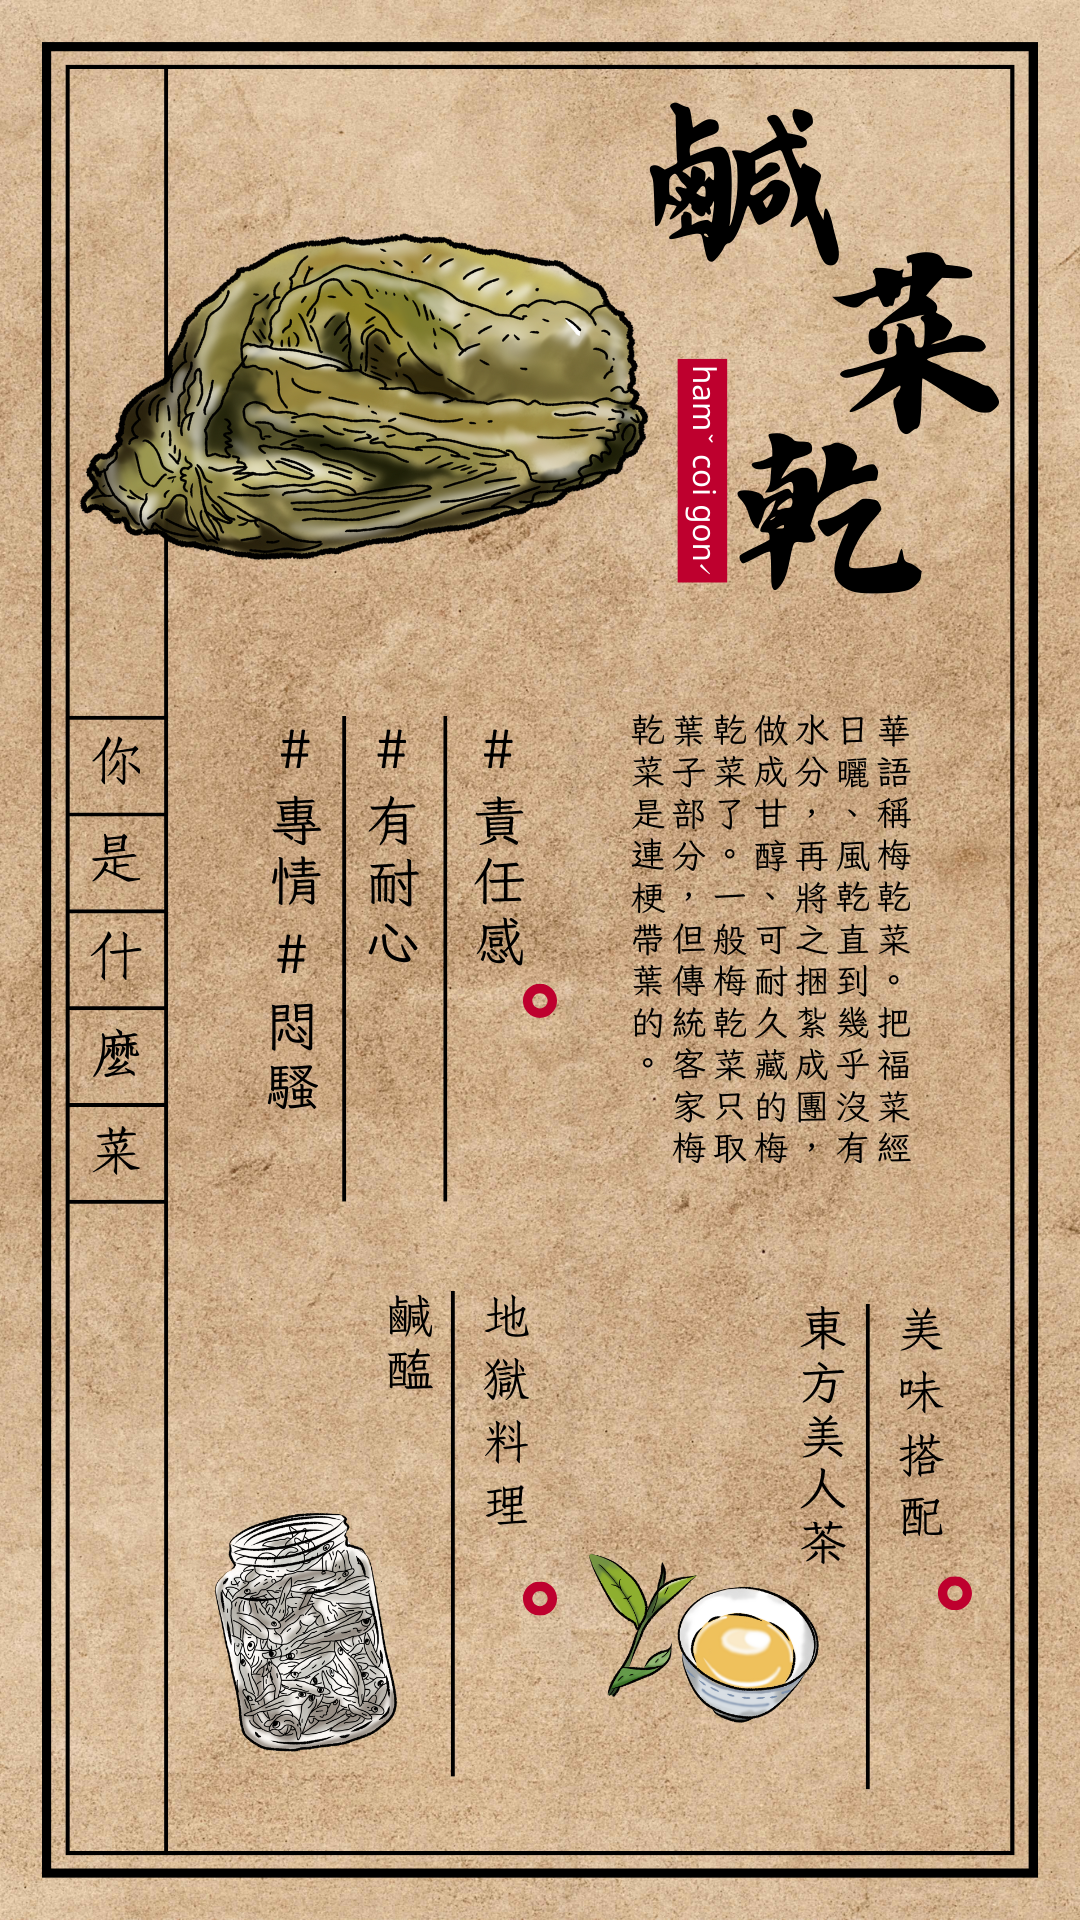 鹹菜乾
hamˇ coi gonˊ
華語稱梅乾菜。把福菜經
日曬、風乾直到幾乎沒有
水分，再將之捆紮成團，
做成甘醇、可耐久藏的梅
乾菜了。一般梅乾菜只取
葉子部分，但傳統客家梅
乾菜是連梗帶葉的。
#責任感
#有耐心
#專情#悶騷
你是什麼菜
美味搭配
東方美人茶
地獄料理
鹹醢